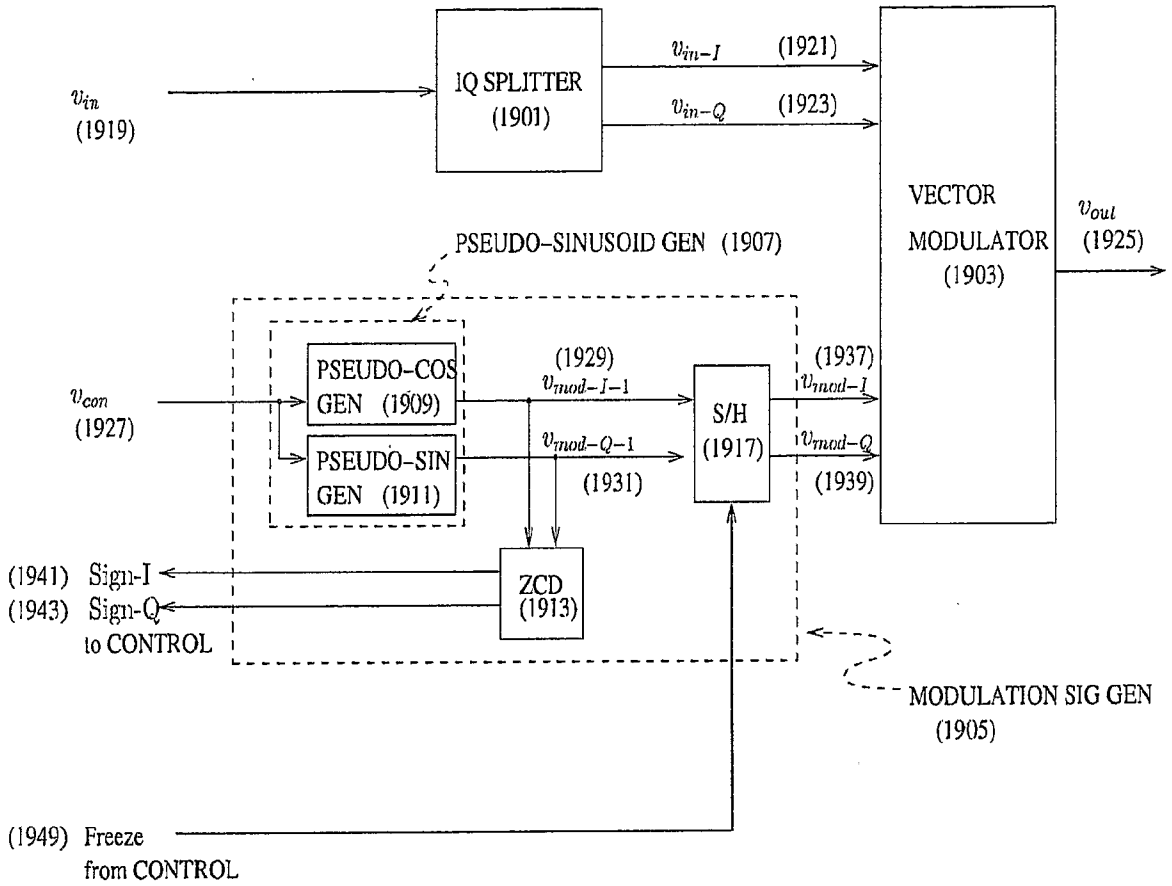 v_in
(1919)
IQ SPLITTER
(1901)
v_in-I (1921)
v_in-Q (1923)
VECTOR
MODULATOR
(1903)
v_out
(1925)
PSEUDO-SINUSOID GEN (1907)
v_con
(1927)
PSEUDO-COS
GEN (1909)
PSEUDO-SIN
GEN (1911)
(1929)
v_mod-I-1
v_mod-Q-1
(1931)
S/H
(1917)
(1937)
v_mod-I
v_mod-Q
(1939)
ZCD
(1913)
(1941) Sign-I
(1943) Sign-Q
to CONTROL
MODULATION SIG GEN
(1905)
(1949) Freeze
from CONTROL